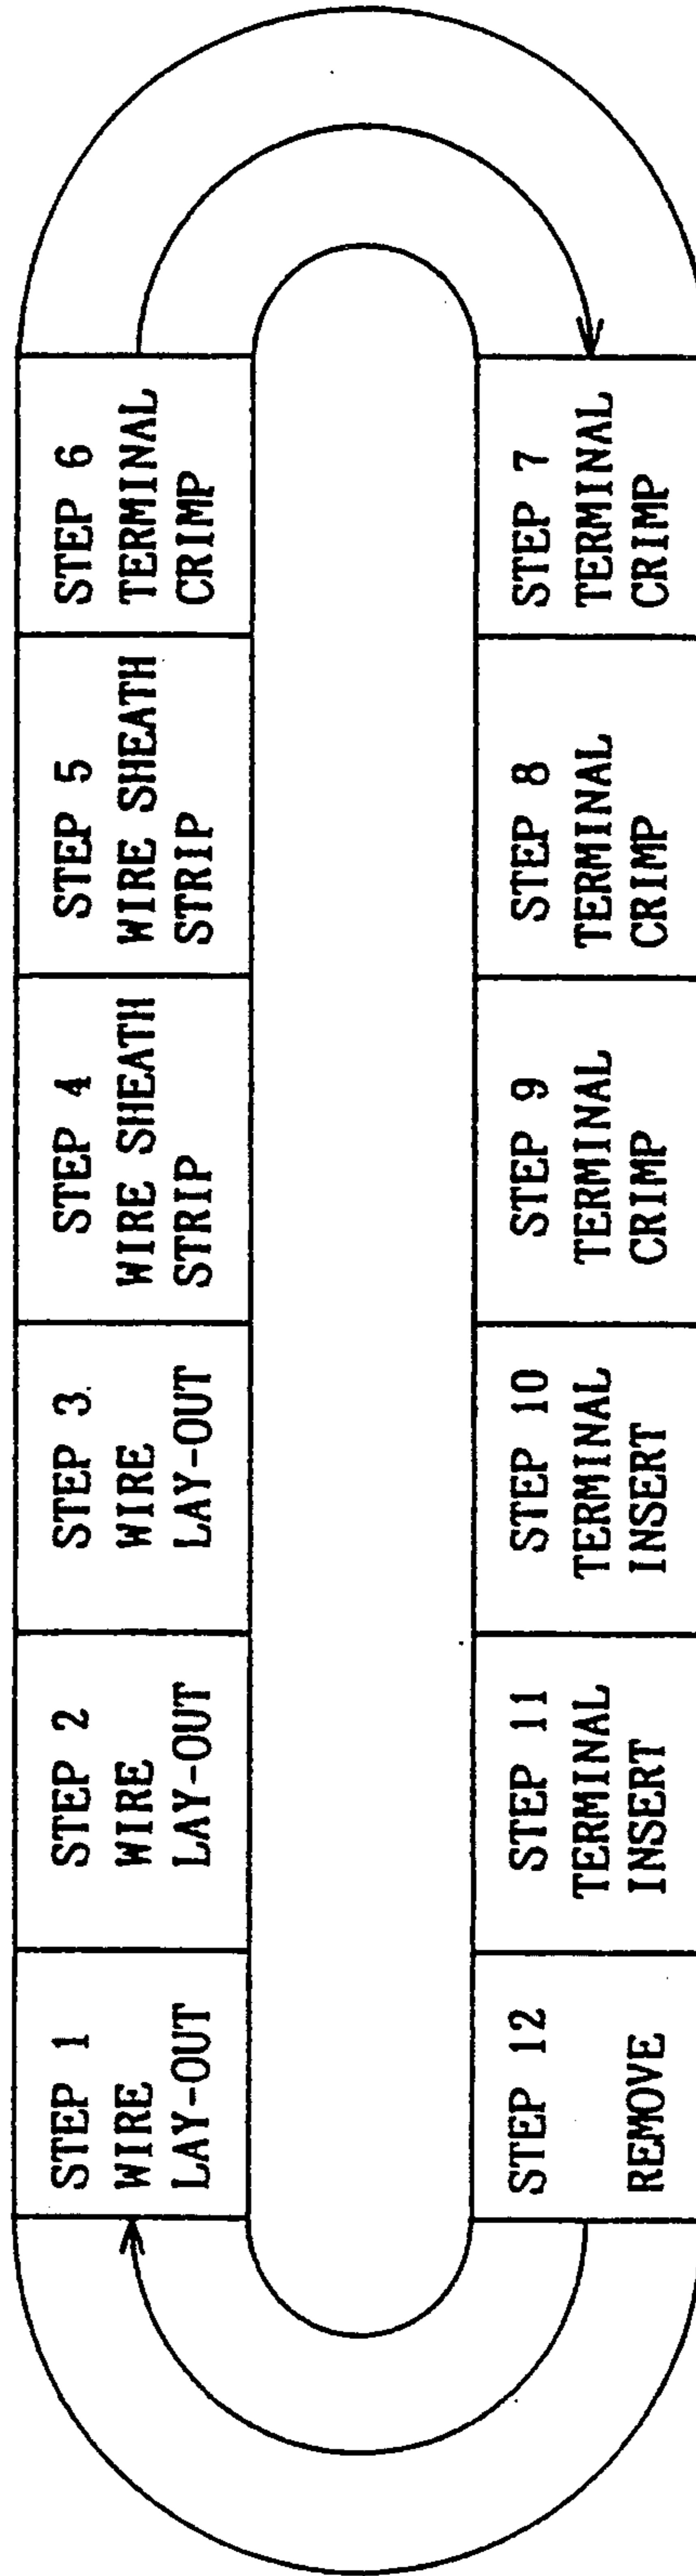 STEP 1
WIRE
LAY-OUT
STEP 2
WIRE
LAY-OUT
STEP 3
WIRE
LAY-OUT
STEP 4
WIRE SHEATH
STRIP
STEP 5
WIRE SHEATH
STRIP
STEP 6
TERMINAL
CRIMP
STEP 7
TERMINAL
CRIMP
STEP 8
TERMINAL
CRIMP
STEP 9
TERMINAL
CRIMP
STEP 10
TERMINAL
INSERT
STEP 11
TERMINAL
INSERT
STEP 12
REMOVE